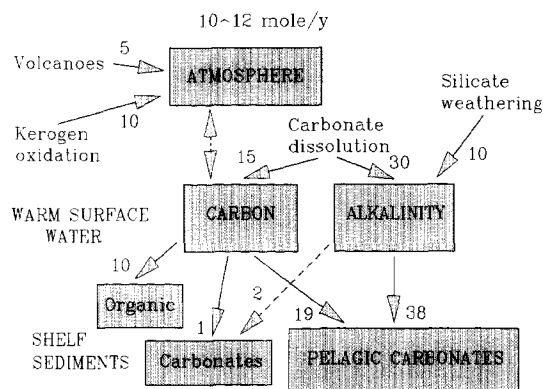 10~12 mole/y
5
Volcanoes
ATMOSPHERE
Silicate
weathering
10
Kerogen
oxidation
Carbonate
dissolution
15
30
10
CARBON
ALKALINITY
WARM SURFACE
WATER
10
Organic
2
19
38
1
SHELF
SEDIMENTS
Carbonates
PELAGIC CARBONATES